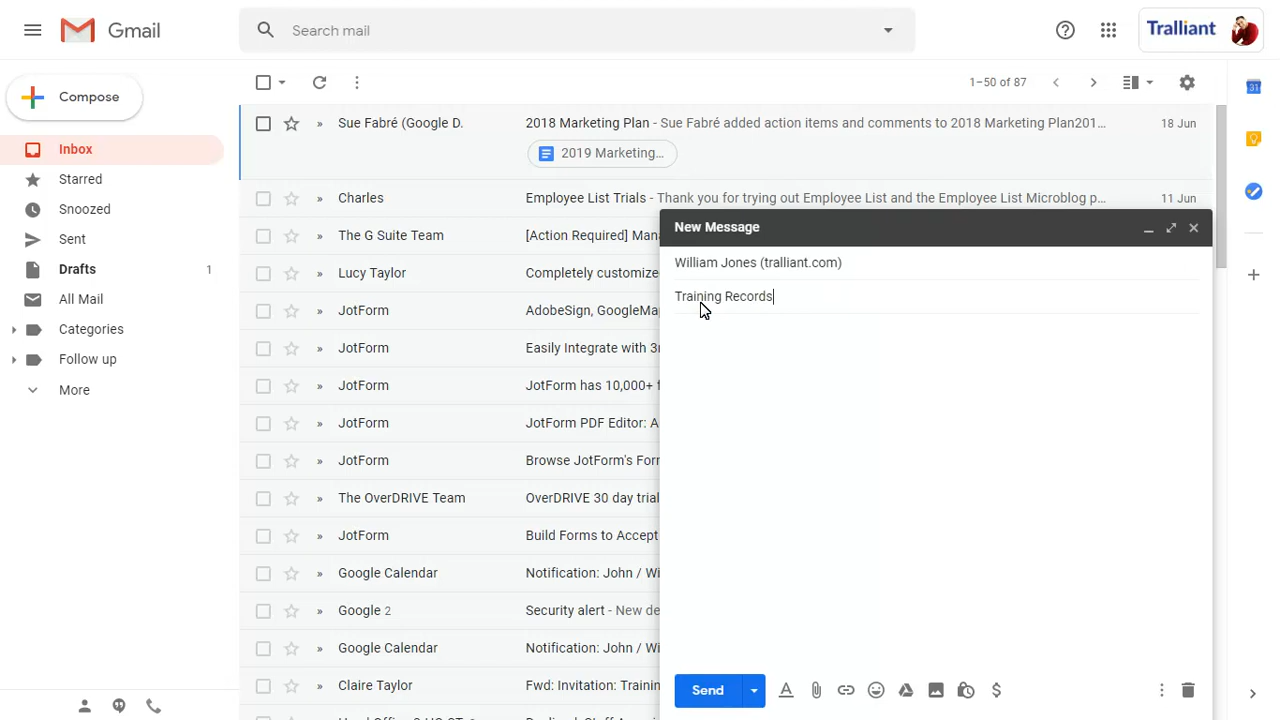 Gmail
Search mail
Tralliant
Compose
1–50 of 87
Inbox
Starred
Snoozed
Sent
Drafts 1
All Mail
Categories
Follow up
More
Sue Fabré (Google D. 2018 Marketing Plan - Sue Fabré added action items and comments to 2018 Marketing Plan201... 18 Jun
2019 Marketing...
Charles Employee List Trials - Thank you for trying out Employee List and the Employee List Microblog p... 11 Jun
The G Suite Team [Action Required] Mana
Lucy Taylor Completely customize
JotForm AdobeSign, GoogleMa
JotForm Easily Integrate with 3r
JotForm JotForm has 10,000+ f
JotForm JotForm PDF Editor: A
JotForm Browse JotForm's For
The OverDRIVE Team OverDRIVE 30 day trial
JotForm Build Forms to Accept
Google Calendar Notification: John / Wi
Google 2 Security alert - New de
Google Calendar Notification: John / Wi
Claire Taylor Fwd: Invitation: Trainin
New Message
William Jones (tralliant.com)
Training Records
Send
31